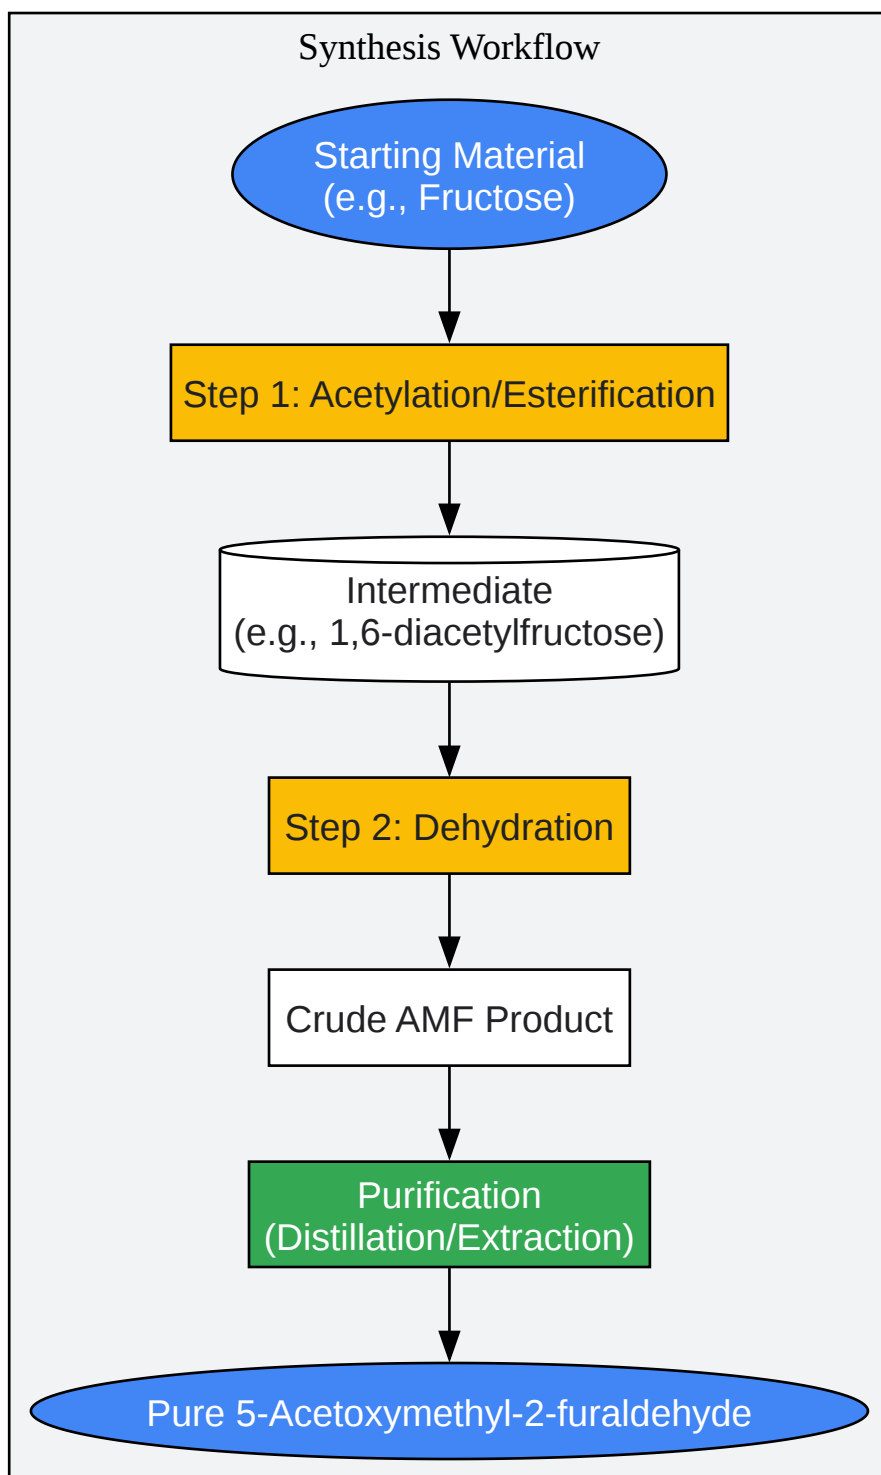 Synthesis Workflow
Starting Material
(e.g., Fructose)
Step 1: Acetylation/Esterification
Intermediate
(e.g., 1,6-diacetylfructose)
Step 2: Dehydration
Crude AMF Product
Purification
(Distillation/Extraction)
Pure 5-Acetoxymethyl-2-furaldehyde